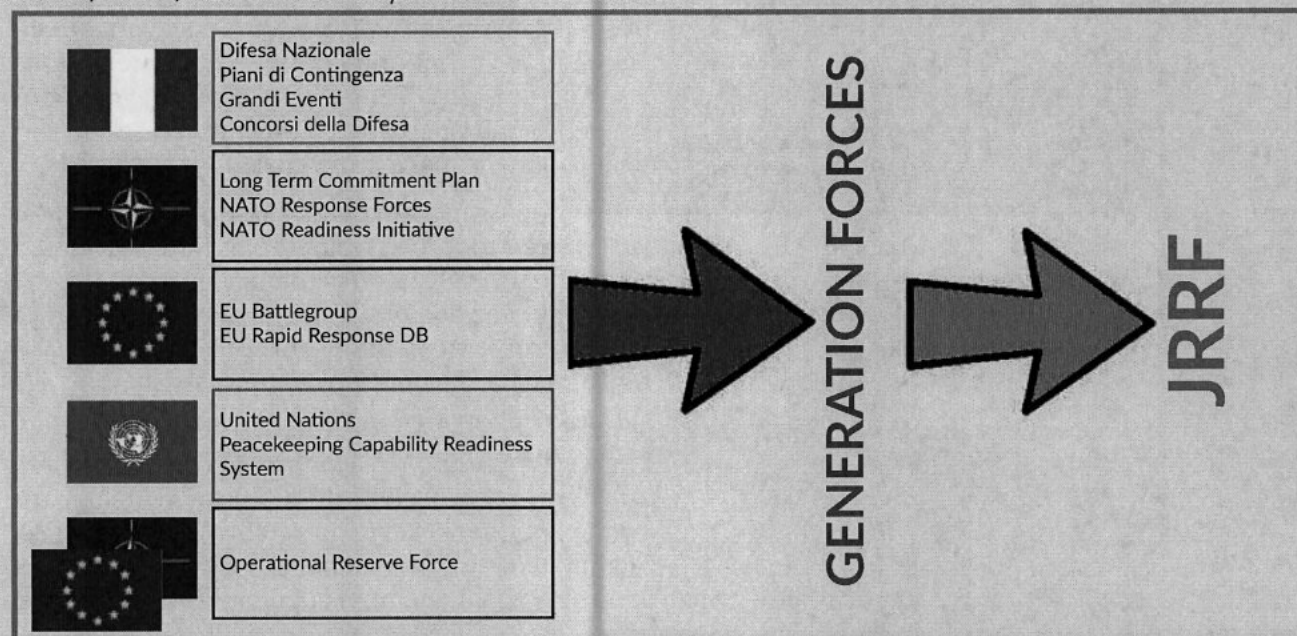 Difesa Nazionale
Piani di Contingenza
Grandi Eventi
Concorsi della Difesa
Long Term Commitment Plan
NATO Response Forces
NATO Readiness Initiative
EU Battlegroup
EU Rapid Response DB
United Nations
Peacekeeping Capability Readiness
System
Operational Reserve Force
GENERATION FORCES
JRRF